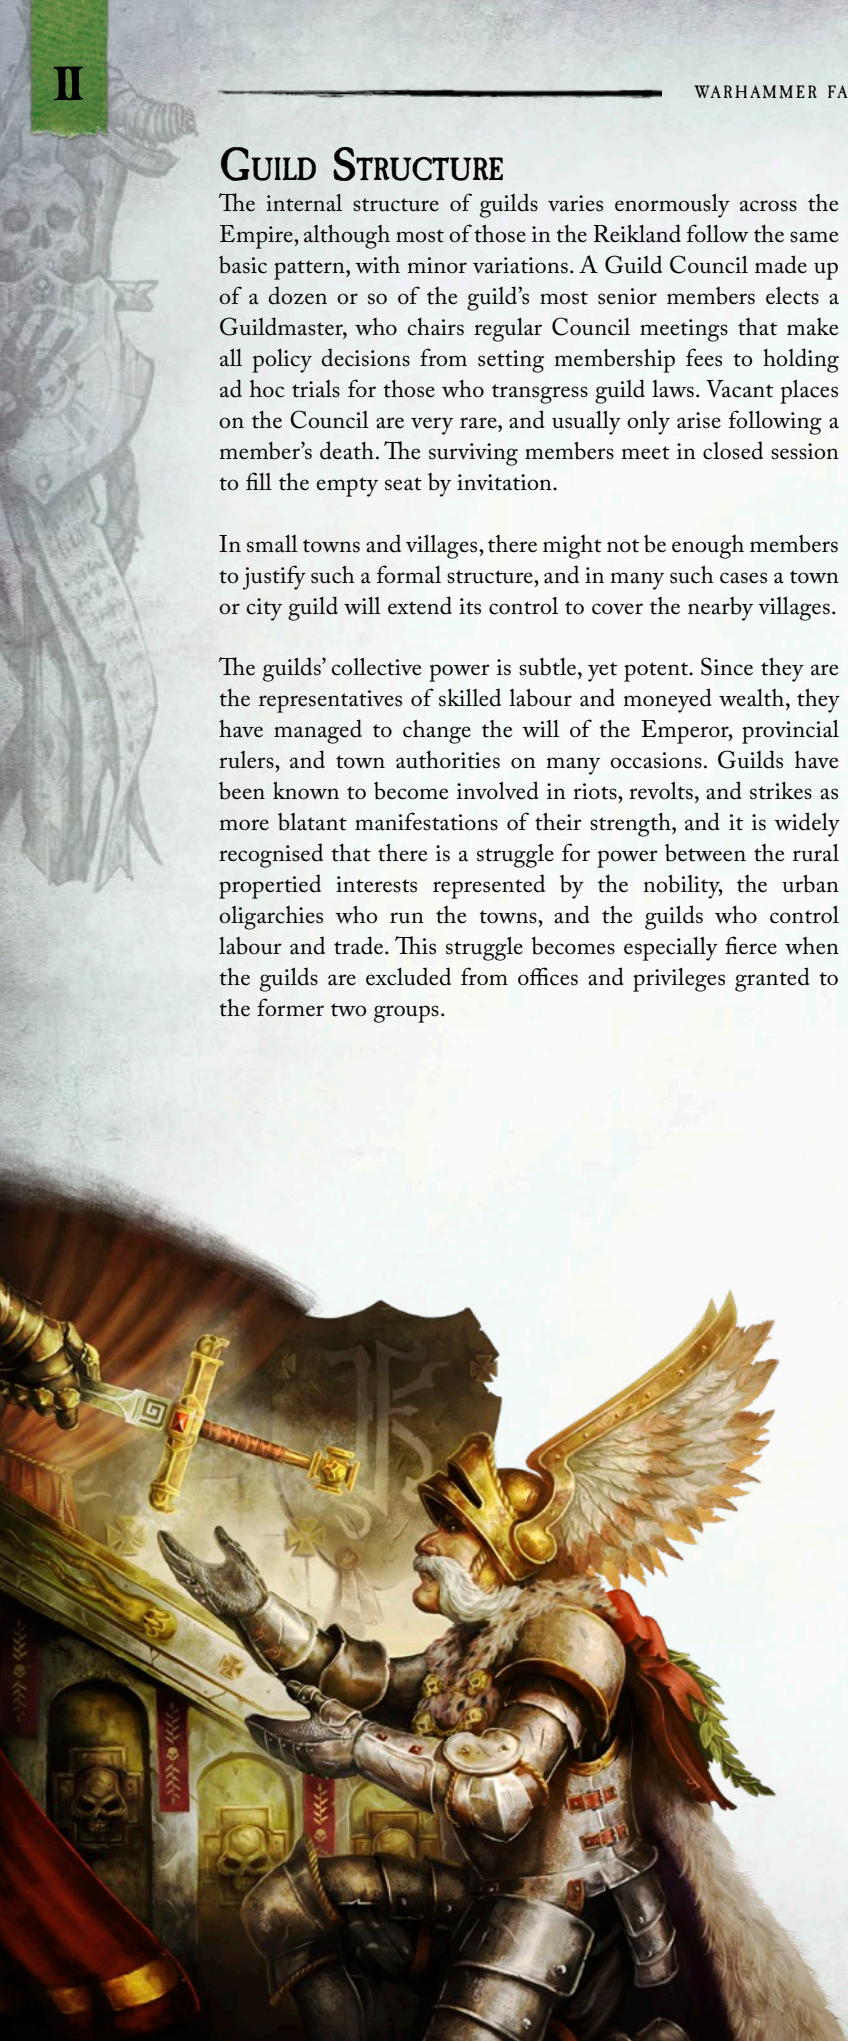 II
WARHAMMER FA
Guild Structure
The internal structure of guilds varies enormously across the
Empire, although most of those in the Reikland follow the same
basic pattern, with minor variations. A Guild Council made up
of a dozen or so of the guild’s most senior members elects a
Guildmaster, who chairs regular Council meetings that make
all policy decisions from setting membership fees to holding
ad hoc trials for those who transgress guild laws. Vacant places
on the Council are very rare, and usually only arise following a
member’s death. The surviving members meet in closed session
to fill the empty seat by invitation.
In small towns and villages, there might not be enough members
to justify such a formal structure, and in many such cases a town
or city guild will extend its control to cover the nearby villages.
The guilds’ collective power is subtle, yet potent. Since they are
the representatives of skilled labour and moneyed wealth, they
have managed to change the will of the Emperor, provincial
rulers, and town authorities on many occasions. Guilds have
been known to become involved in riots, revolts, and strikes as
more blatant manifestations of their strength, and it is widely
recognised that there is a struggle for power between the rural
propertied interests represented by the nobility, the urban
oligarchies who run the towns, and the guilds who control
labour and trade. This struggle becomes especially fierce when
the guilds are excluded from offices and privileges granted to
the former two groups.